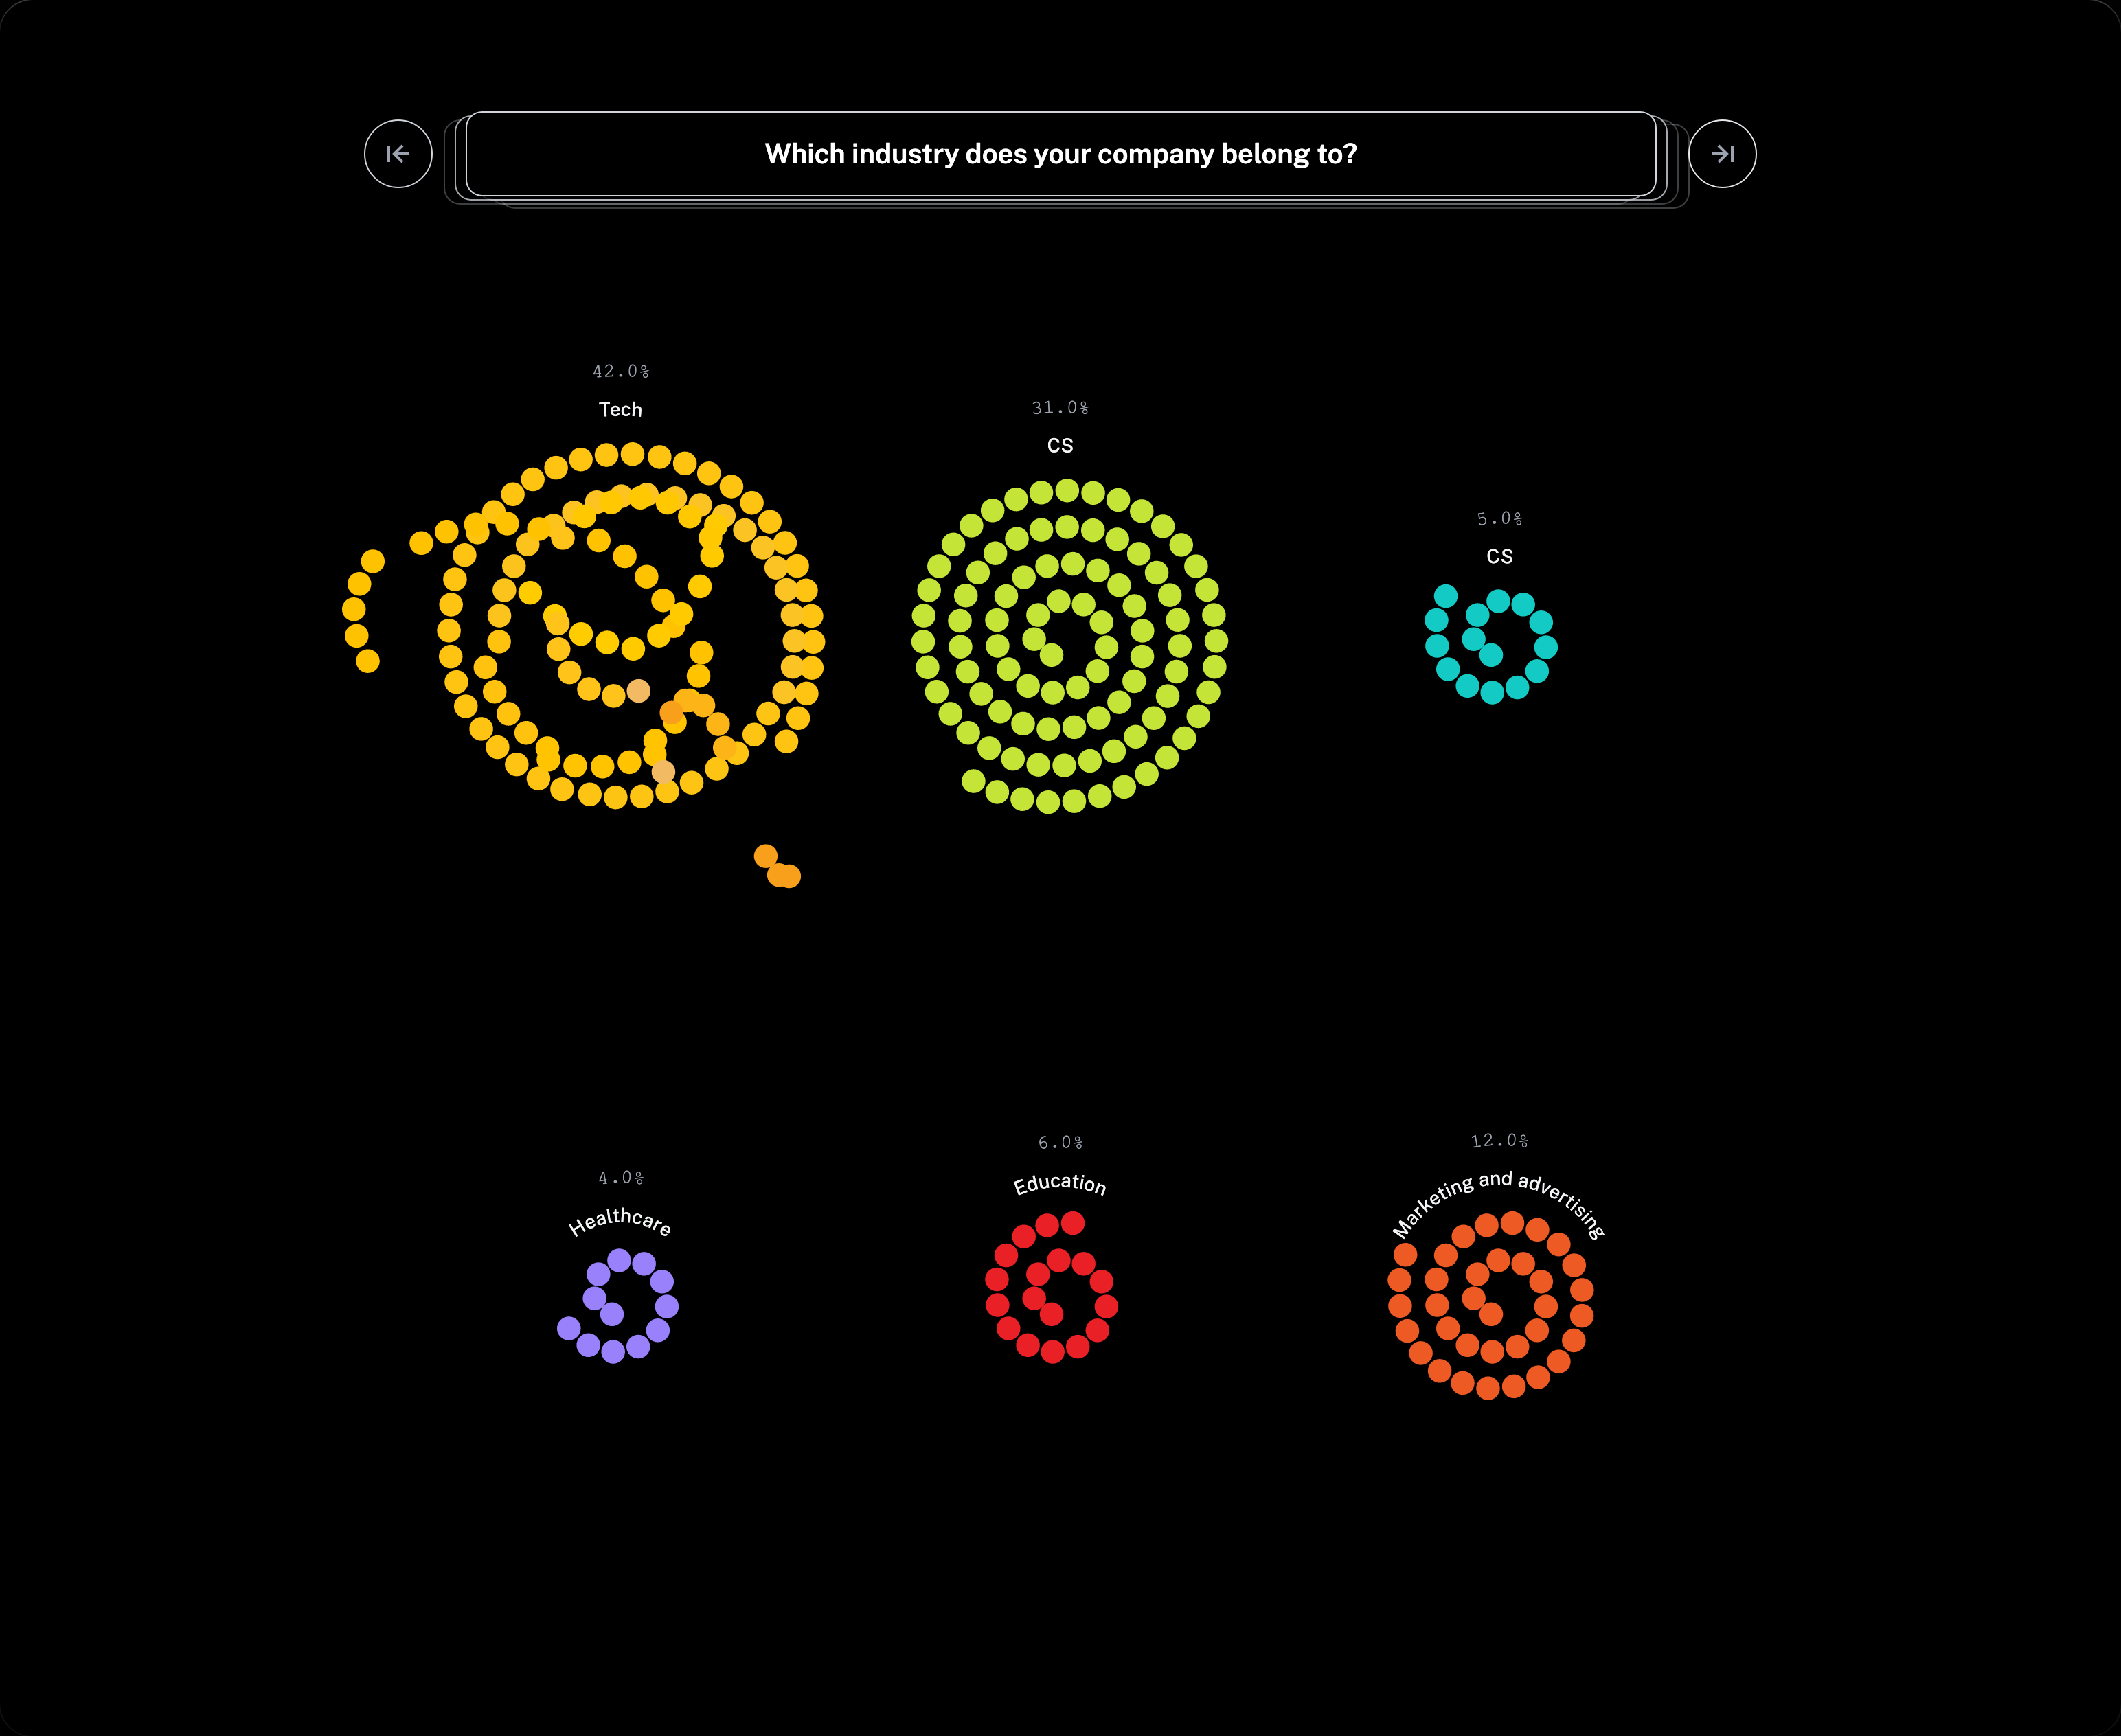 Which industry does your company belong to?
42.0%
Tech
31.0%
CS
5.0%
CS
4.0%
Healthcare
6.0%
Education
12.0%
Marketing and advertising